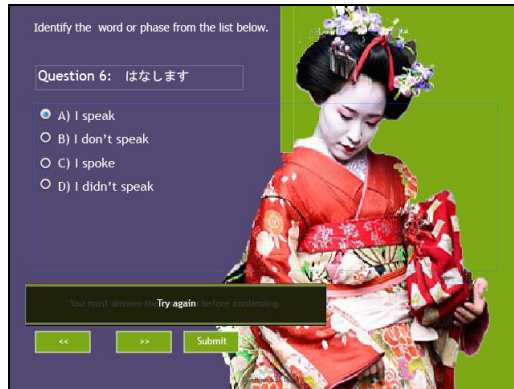 Identify the word or phase from the list below.
Question 6: はなします
A) I speak
B) I don't speak
C) I spoke
D) I didn't speak
You must answer the Try again before continuing.
<< >> Submit